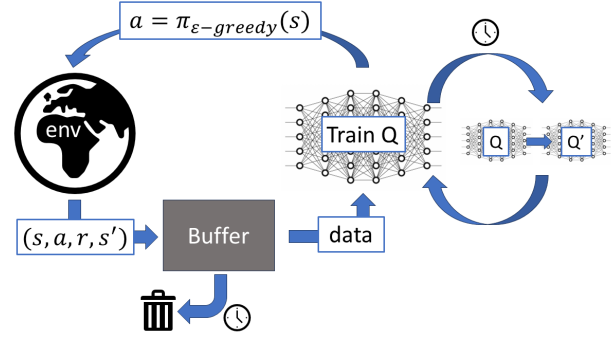 a = π_{ε−greedy}(s)
env
Train Q
Q
Q′
(s, a, r, s′)
Buffer
data